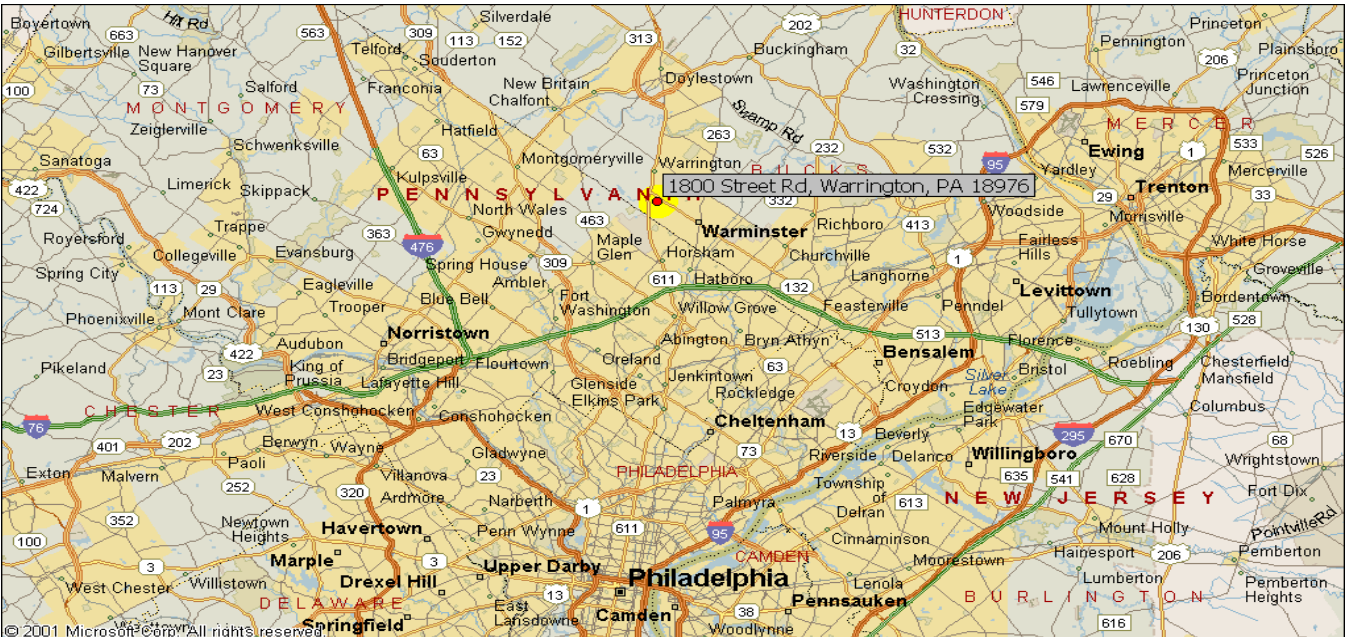 Boyertown
Hx Rd
563
309
Silverdale
HUNTERDON
202
Princeton
663
Telford
113
152
313
Buckingham
32
Pennington
Plainsboro
Gilbertsville
New Hanover
Square
Souderton
206
Doylestown
Washington
Crossing
546
Lawrenceville
Princeton
Junction
100
73
Salford
Franconia
New Britain
Chalfont
579
MONTGOMERY
Swamp Rd
MERCER
Zeiglerville
Hatfield
263
232
532
1
533
Schwenksville
63
Montgomeryville
Warrington
BUCKS
95
Ewing
526
Sanatoga
Kulpsville
Yardley
Mercerville
422
Limerick
Skippack
PENNSYLVANIA
1800 Street Rd, Warrington, PA 18976
29
Trenton
33
724
North Wales
463
332
Woodside
Morrisville
Trappe
363
Gwynedd
Warminster
Richboro
413
Royersford
476
Maple
Glen
Fairless
Hills
White Horse
Collegeville
Evansburg
Horsham
Churchville
1
Spring City
Spring House
309
611
Hatboro
Langhorne
Groveville
113
29
Eagleville
Ambler
132
Levittown
Mont Clare
Trooper
Blue Bell
Fort
Washington
Willow Grove
Feasterville
Penndel
Tullytown
Bordentown
Phoenixville
Norristown
513
130
528
422
Audubon
Abington
Bryn Athyn
Florence
Bridgeport
Flourtown
Oreland
Bensalem
Roebling
Chesterfield
Pikeland
23
King of
Prussia
Lafayette Hill
63
Silver
Lake
Bristol
Mansfield
Glenside
Jenkintown
Croydon
CHESTER
Elkins Park
Rockledge
76
West Conshohocken
Conshohocken
Cheltenham
Edgewater
Park
Columbus
401
202
Berwyn
Wayne
13
Beverly
295
670
68
Exton
Malvern
Paoli
Gladwyne
73
Riverside
Delanco
Willingboro
Wrightstown
Villanova
23
PHILADELPHIA
Township
of
Delran
635
541
628
252
320
Ardmore
Narberth
1
Palmyra
613
NEW JERSEY
Fort Dix
352
Newtown
Heights
Havertown
Penn Wynne
611
95
Cinnaminson
Mount Holly
Pointville Rd
100
Marple
3
CAMDEN
Moorestown
Hainesport
206
Pemberton
3
Upper Darby
Philadelphia
West Chester
Willistown
Drexel Hill
13
Lenola
Lumberton
Pemberton
Heights
DELAWARE
East
Lansdowne
Camden
38
Pennsauken
BURLINGTON
Springfield
Woodlynne
616
© 2001 Microsoft Corp. All rights reserved.